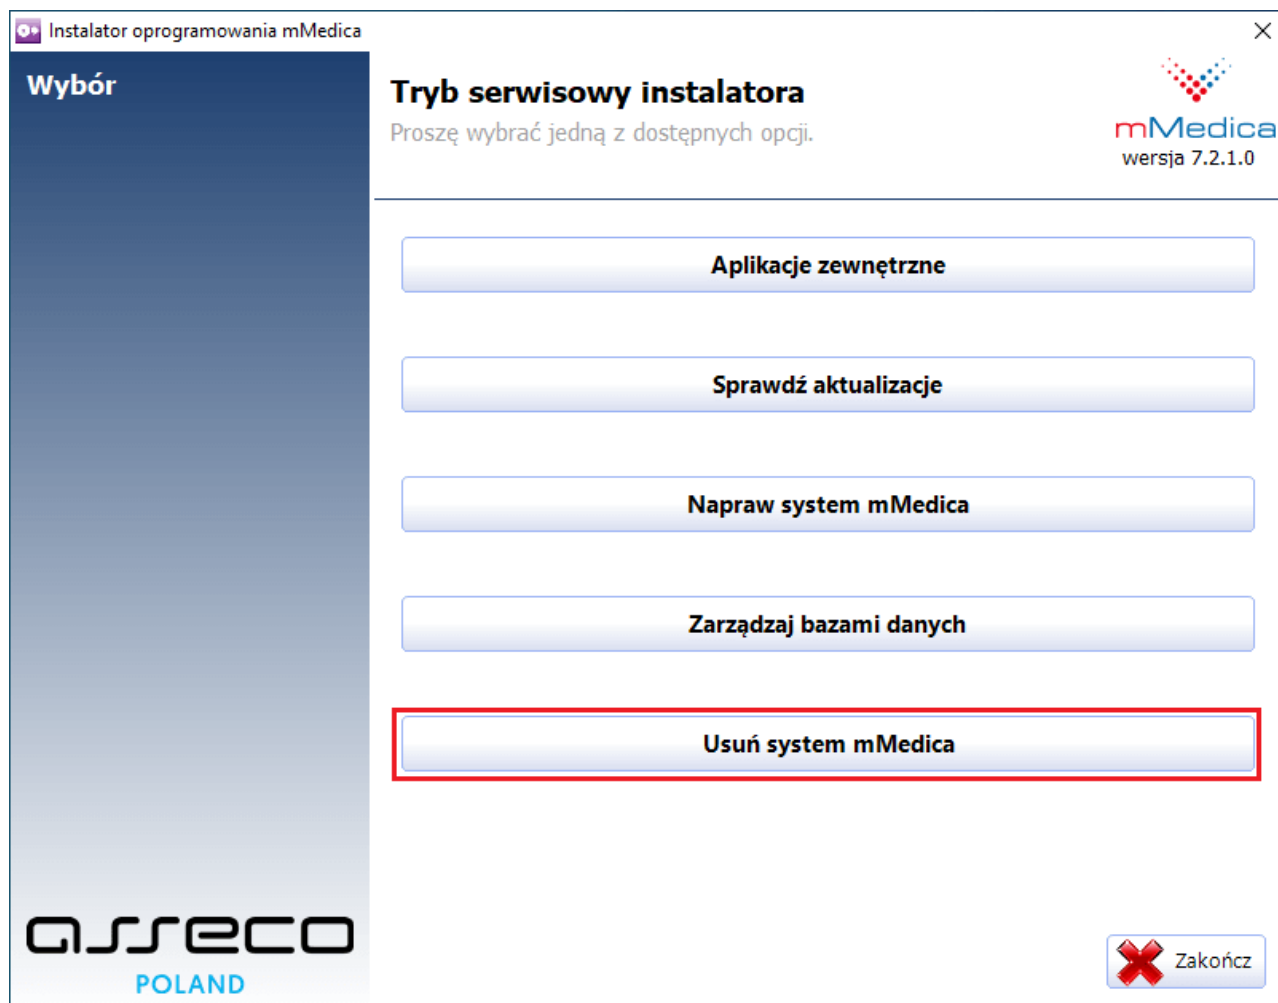 Instalator oprogramowania mMedica
Wybór
Tryb serwisowy instalatora
Proszę wybrać jedną z dostępnych opcji.
mMedica
wersja 7.2.1.0
Aplikacje zewnętrzne
Sprawdź aktualizacje
Napraw system mMedica
Zarządzaj bazami danych
Usuń system mMedica
asseco
POLAND
Zakończ